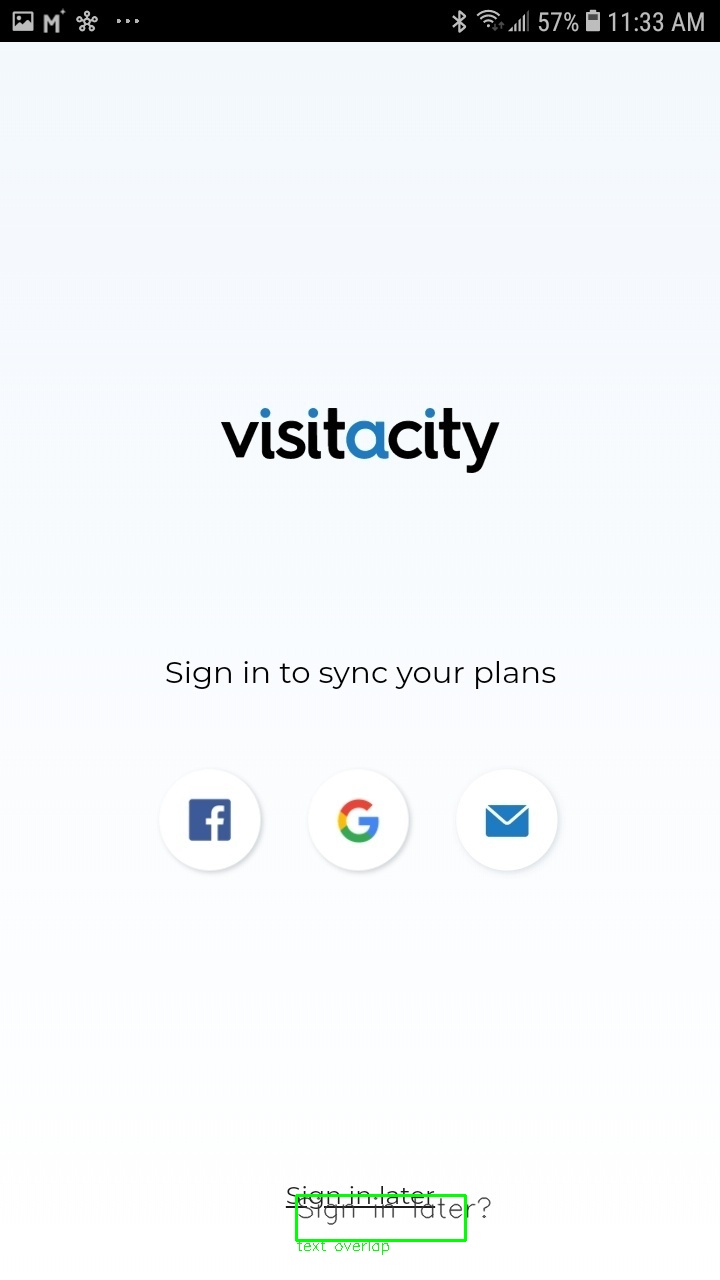 M 57% 11:33 AM
visitacity
Sign in to sync your plans
Sign in later
Sign in later?
text overlap